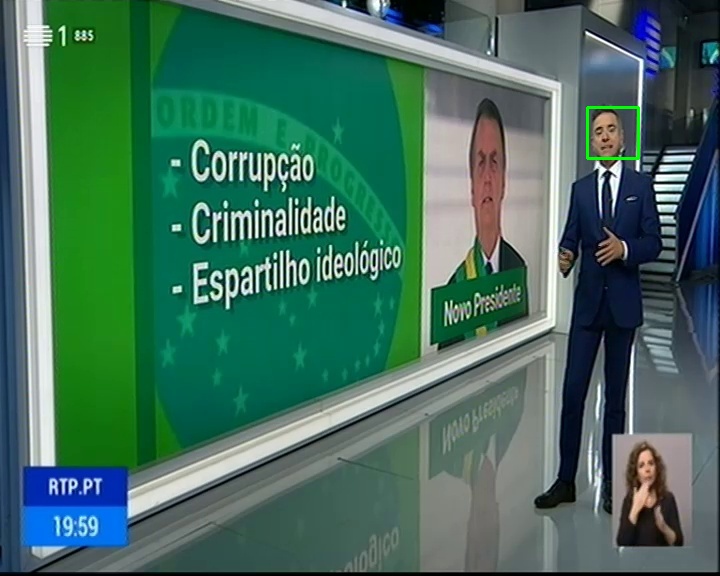 1 885
ORDEM E PROGRESSO
- Corrupção
- Criminalidade
- Espartilho ideológico
Novo Presidente
RTP.PT
19:59